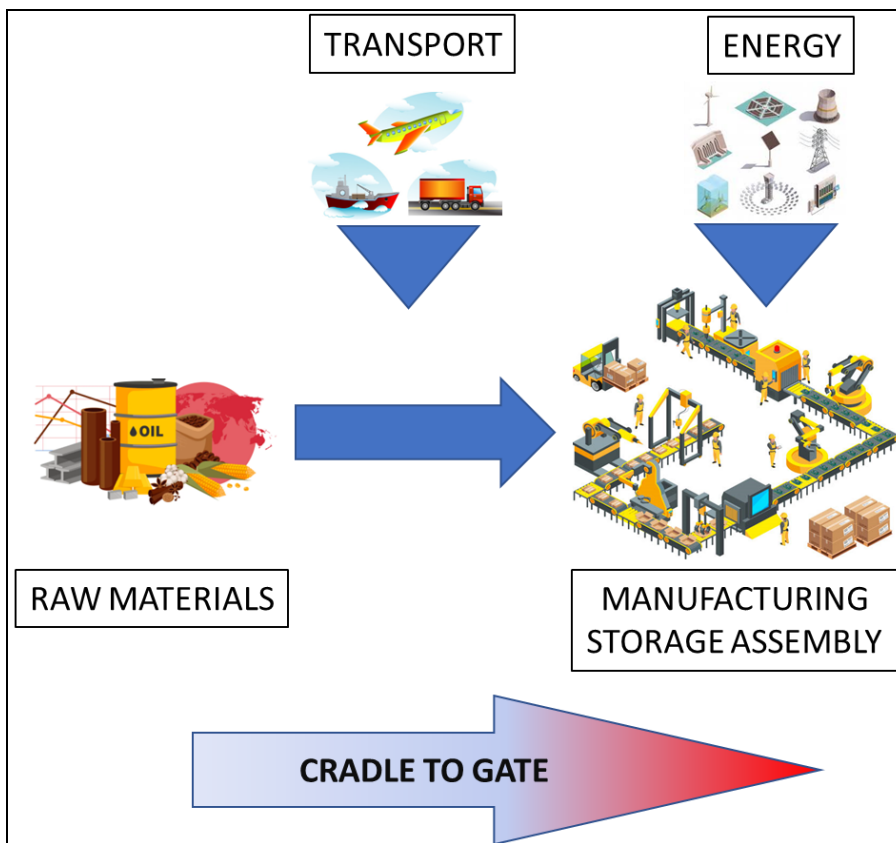 TRANSPORT
ENERGY
OIL
RAW MATERIALS
MANUFACTURING
STORAGE ASSEMBLY
CRADLE TO GATE